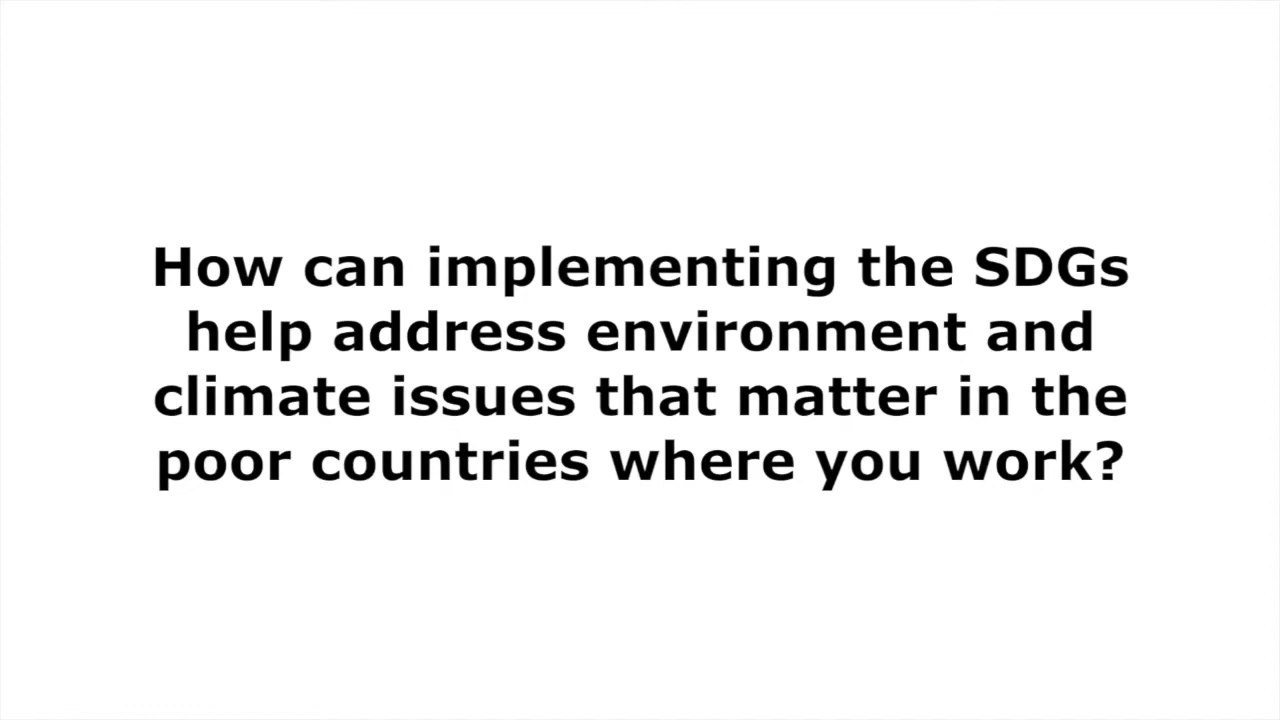 How can implementing the SDGs
help address environment and
climate issues that matter in the
poor countries where you work?